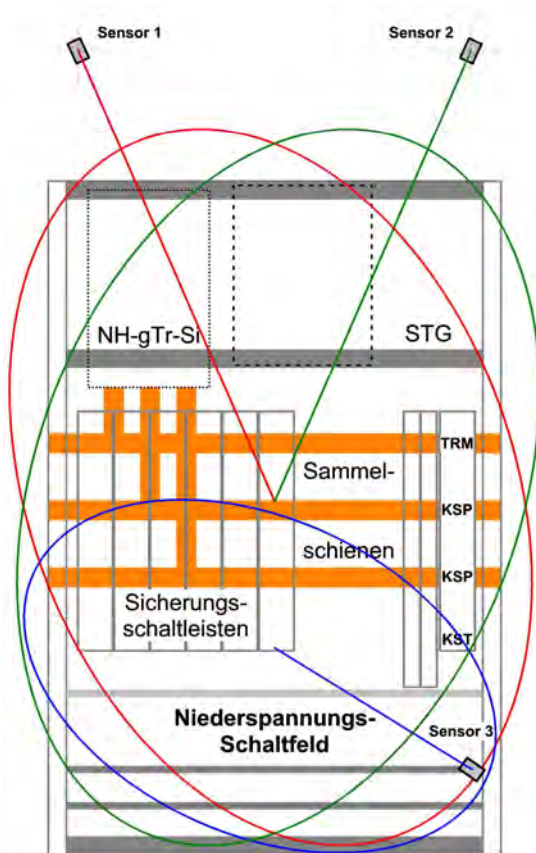 Sensor 1
Sensor 2
NH-gTr-Si
STG
TRM
Sammel-
KSP
schienen
KSP
Sicherungs-
schaltleisten
KST
Niederspannungs-
Schaltfeld
Sensor 3